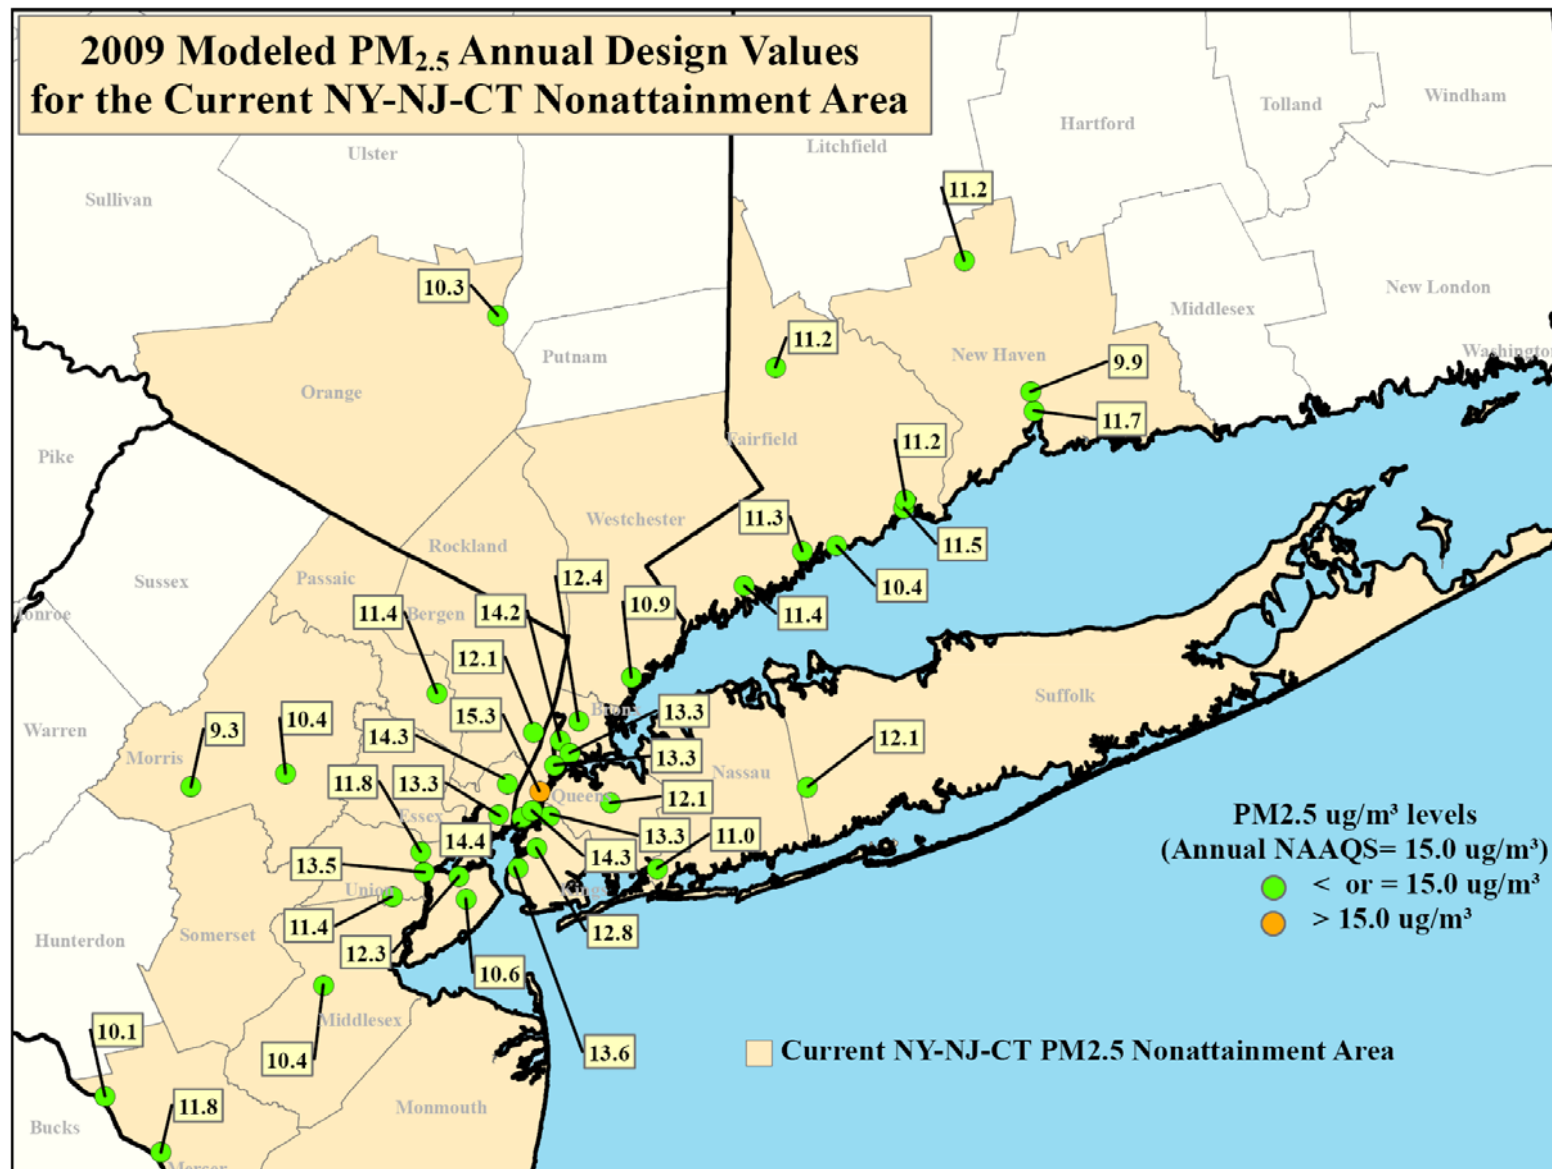 2009 Modeled PM2.5 Annual Design Values
for the Current NY-NJ-CT Nonattainment Area
Windham
Tolland
Hartford
Litchfield
Ulster
Sullivan
11.2
10.3
New London
Middlesex
11.2
New Haven
Washington
Putnam
9.9
Orange
11.7
11.2
Fairfield
Pike
11.3
Westchester
11.5
Rockland
12.4
Passaic
Sussex
10.4
10.9
11.4
14.2
Bergen
11.4
12.1
Suffolk
15.3
Bronx
13.3
9.3
10.4
14.3
12.1
Warren
Morris
13.3
Nassau
11.8
13.3
Queens
12.1
Essex
14.4
13.3
11.0
PM2.5 ug/m³ levels
(Annual NAAQS= 15.0 ug/m³)
< or = 15.0 ug/m³
> 15.0 ug/m³
14.3
13.5
Union
Kings
11.4
12.8
Hunterdon
Somerset
12.3
10.6
10.1
Middlesex
10.4
13.6
Current NY-NJ-CT PM2.5 Nonattainment Area
11.8
Monmouth
Bucks
Mercer